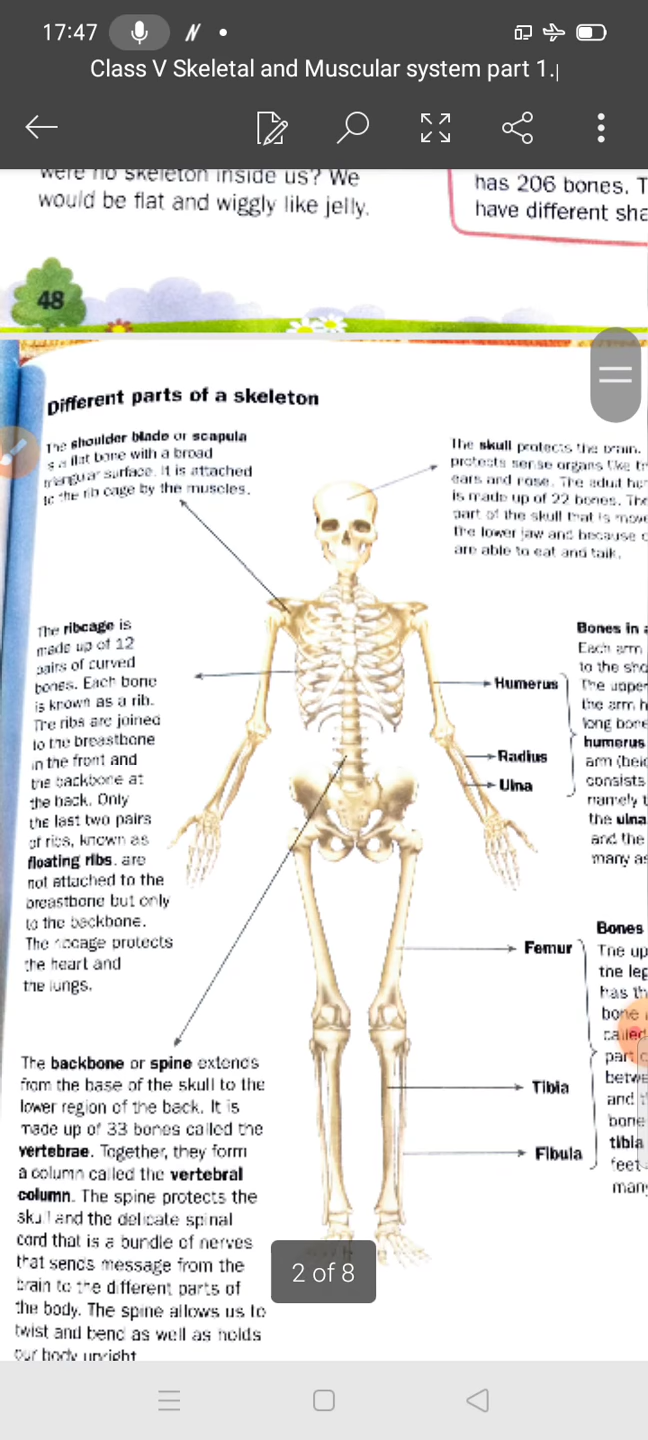 17:47
Class V Skeletal and Muscular system part 1.
were no skeleton inside us? We
would be flat and wiggly like jelly.
has 206 bones. T
have different sha
48
Different parts of a skeleton
The shoulder blade or scapula
is a flat bone with a broad
triangular surface. It is attached
to the rib cage by the muscles.
The skull protects the brain.
protects sense organs like
ears and nose. The adult
is made up of 22 bones. The
part of the skull that is
the lower jaw and because
are able to eat and talk.
The ribcage is
made up of 12
pairs of curved
bones. Each bone
is known as a rib.
The ribs are joined
to the breastbone
in the front and
the backbone at
the back. Only
the last two pairs
of ribs, known as
floating ribs, are
not attached to the
breastbone but only
to the backbone.
The ribcage protects
the heart and
the lungs.
Humerus
Radius
Ulna
Bones in a
Each arm
to the sho
The upper
the arm h
long bone
humerus
arm (belo
consists
namely t
the ulna
and the
many as
Femur
Tibia
Fibula
Bones
The up
the leg
has th
bone
called
part o
betwe
and t
bone
tibia
feet
many
The backbone or spine extends
from the base of the skull to the
lower region of the back. It is
made up of 33 bones called the
vertebrae. Together, they form
a column called the vertebral
column. The spine protects the
skull and the delicate spinal
cord that is a bundle of nerves
that sends message from the
brain to the different parts of
the body. The spine allows us to
twist and bend as well as holds
our body upright
2 of 8